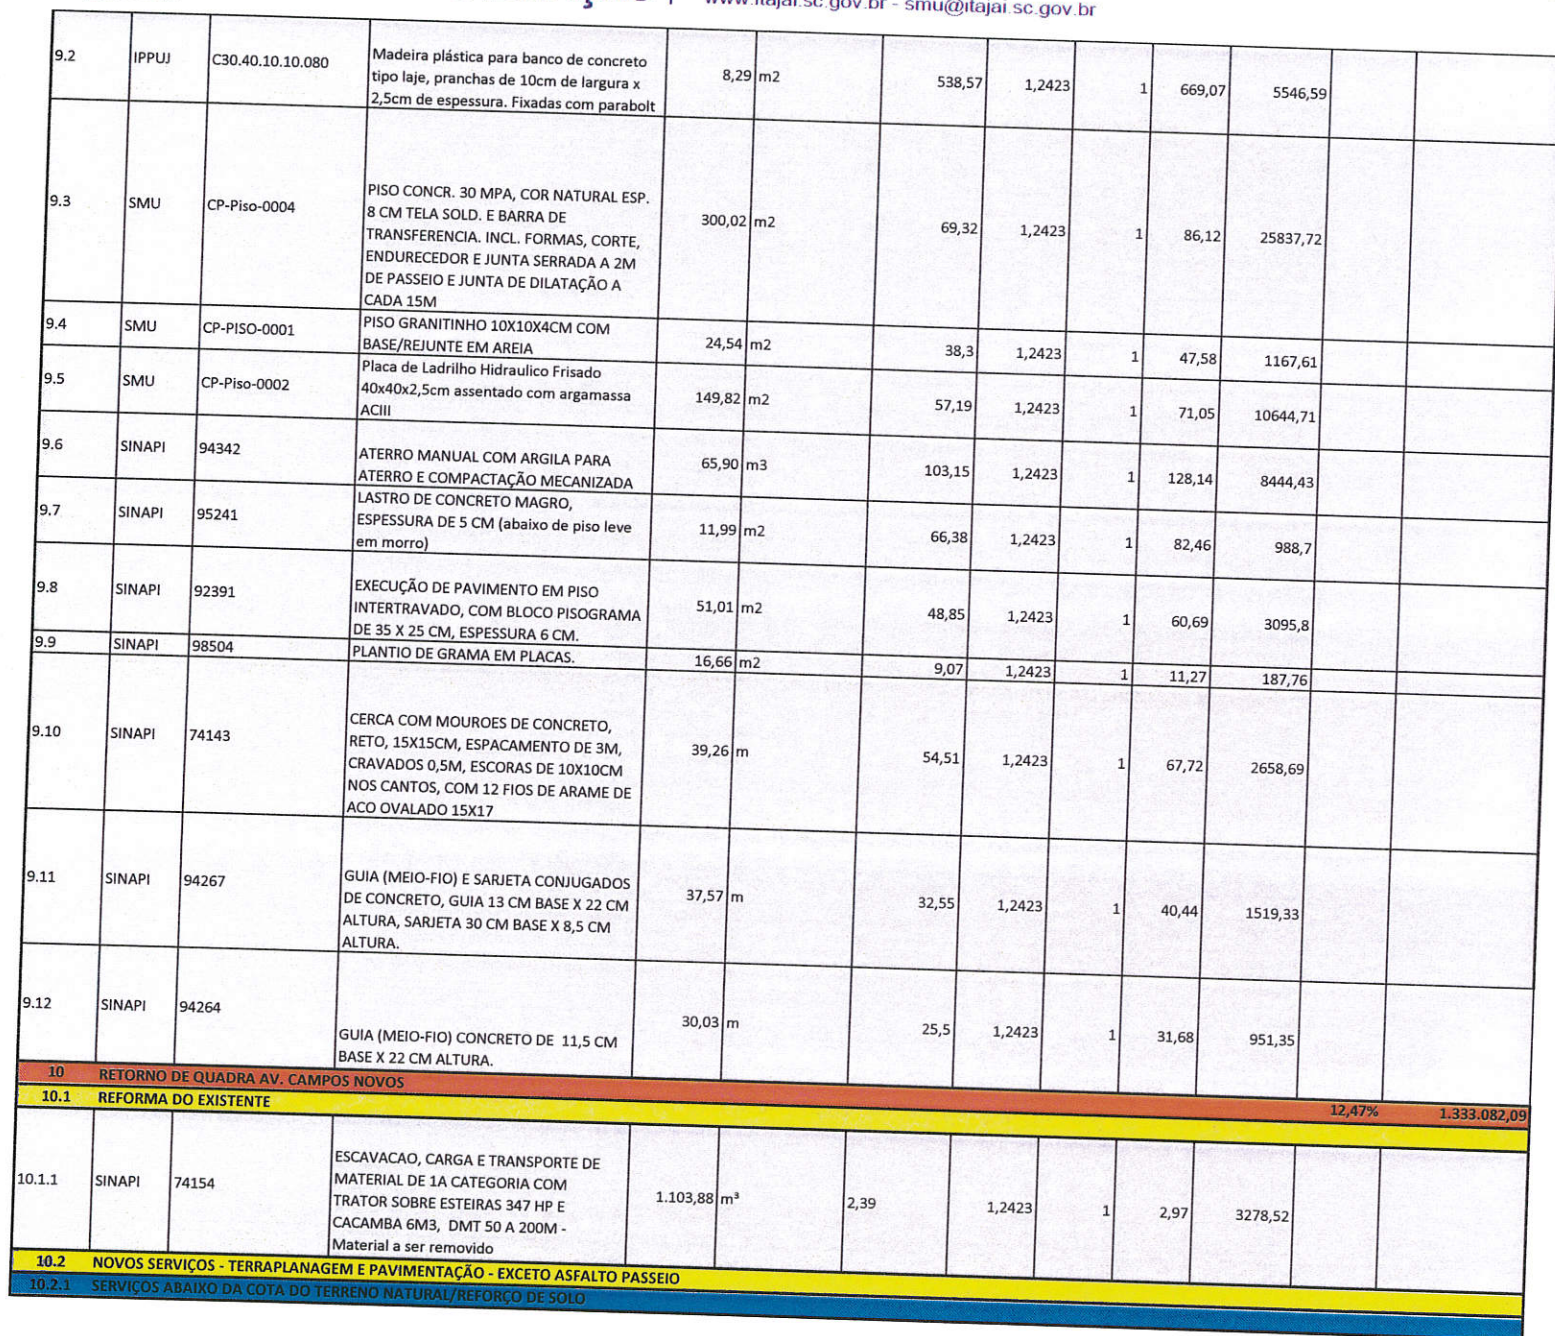 www.itajai.sc.gov.br - smu@itajai.sc.gov.br
9.2 IPPUJ C30.40.10.10.080 Madeira plástica para banco de concreto
tipo laje, pranchas de 10cm de largura x
2,5cm de espessura. Fixadas com parabolt 8,29 m2 538,57 1,2423 1 669,07 5546,59
9.3 SMU CP-Piso-0004 PISO CONCR. 30 MPA, COR NATURAL ESP.
8 CM TELA SOLD. E BARRA DE
TRANSFERENCIA. INCL. FORMAS, CORTE,
ENDURECEDOR E JUNTA SERRADA A 2M
DE PASSEIO E JUNTA DE DILATAÇÃO A
CADA 15M 300,02 m2 69,32 1,2423 1 86,12 25837,72
9.4 SMU CP-PISO-0001 PISO GRANITINHO 10X10X4CM COM
BASE/REJUNTE EM AREIA 24,54 m2 38,3 1,2423 1 47,58 1167,61
9.5 SMU CP-Piso-0002 Placa de Ladrilho Hidraulico Frisado
40x40x2,5cm assentado com argamassa
ACIII 149,82 m2 57,19 1,2423 1 71,05 10644,71
9.6 SINAPI 94342 ATERRO MANUAL COM ARGILA PARA
ATERRO E COMPACTAÇÃO MECANIZADA 65,90 m3 103,15 1,2423 1 128,14 8444,43
9.7 SINAPI 95241 LASTRO DE CONCRETO MAGRO,
ESPESSURA DE 5 CM (abaixo de piso leve
em morro) 11,99 m2 66,38 1,2423 1 82,46 988,7
9.8 SINAPI 92391 EXECUÇÃO DE PAVIMENTO EM PISO
INTERTRAVADO, COM BLOCO PISOGRAMA
DE 35 X 25 CM, ESPESSURA 6 CM. 51,01 m2 48,85 1,2423 1 60,69 3095,8
9.9 SINAPI 98504 PLANTIO DE GRAMA EM PLACAS. 16,66 m2 9,07 1,2423 1 11,27 187,76
9.10 SINAPI 74143 CERCA COM MOUROES DE CONCRETO,
RETO, 15X15CM, ESPACAMENTO DE 3M,
CRAVADOS 0,5M, ESCORAS DE 10X10CM
NOS CANTOS, COM 12 FIOS DE ARAME DE
ACO OVALADO 15X17 39,26 m 54,51 1,2423 1 67,72 2658,69
9.11 SINAPI 94267 GUIA (MEIO-FIO) E SARJETA CONJUGADOS
DE CONCRETO, GUIA 13 CM BASE X 22 CM
ALTURA, SARJETA 30 CM BASE X 8,5 CM
ALTURA. 37,57 m 32,55 1,2423 1 40,44 1519,33
9.12 SINAPI 94264 GUIA (MEIO-FIO) CONCRETO DE 11,5 CM
BASE X 22 CM ALTURA. 30,03 m 25,5 1,2423 1 31,68 951,35
10 RETORNO DE QUADRA AV. CAMPOS NOVOS 12,47% 1.333.082,09
10.1 REFORMA DO EXISTENTE
10.1.1 SINAPI 74154 ESCAVACAO, CARGA E TRANSPORTE DE
MATERIAL DE 1A CATEGORIA COM
TRATOR SOBRE ESTEIRAS 347 HP E
CACAMBA 6M3, DMT 50 A 200M -
Material a ser removido 1.103,88 m³ 2,39 1,2423 1 2,97 3278,52
10.2 NOVOS SERVIÇOS - TERRAPLANAGEM E PAVIMENTAÇÃO - EXCETO ASFALTO PASSEIO
10.2.1 SERVIÇOS ABAIXO DA COTA DO TERRENO NATURAL/REFORÇO DE SOLO